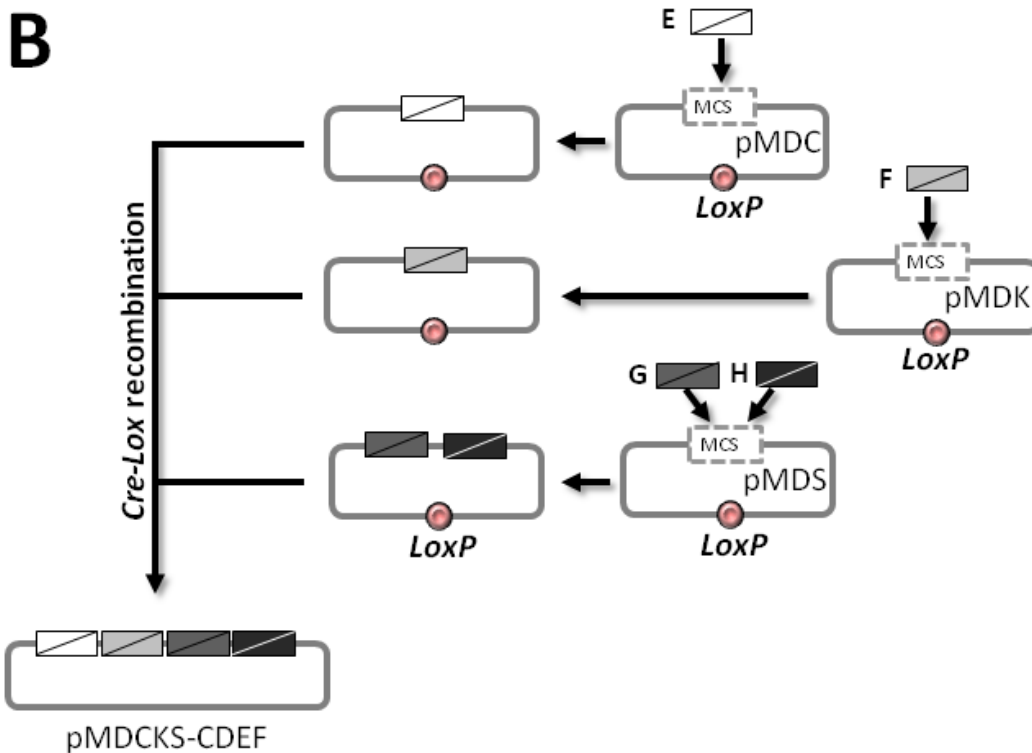 B
E
MCS
pMDC
LoxP
F
MCS
pMDK
LoxP
Cre-Lox recombination
G H
MCS
pMDS
LoxP
LoxP
pMDCKS-CDEF